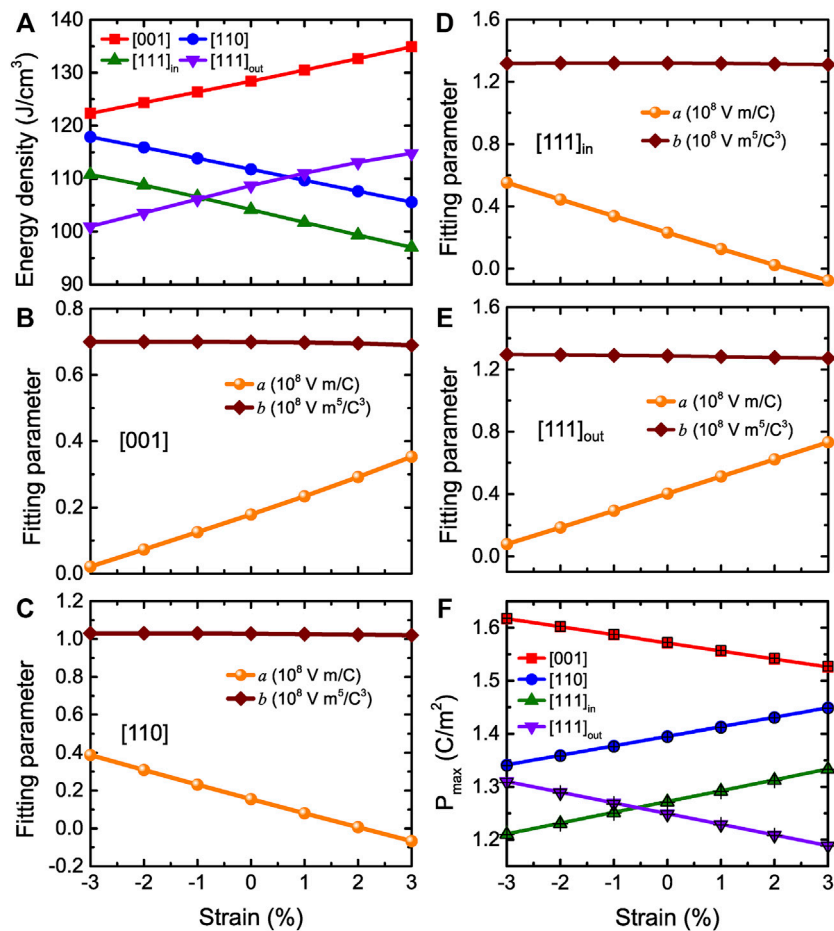 A
[001] [110]
[111]in [111]out
Energy density (J/cm³)
140
130
120
110
100
90
B
0.8
0.6
0.4
0.2
0.0
Fitting parameter
a (10⁸ V m/C)
b (10⁸ V m⁵/C³)
[001]
C
1.2
1.0
0.8
0.6
0.4
0.2
0.0
-0.2
Fitting parameter
a (10⁸ V m/C)
b (10⁸ V m⁵/C³)
[110]
-3 -2 -1 0 1 2 3
Strain (%)
D
1.6
1.2
0.8
0.4
0.0
Fitting parameter
a (10⁸ V m/C)
b (10⁸ V m⁵/C³)
[111]in
E
1.6
1.2
0.8
0.4
0.0
Fitting parameter
a (10⁸ V m/C)
b (10⁸ V m⁵/C³)
[111]out
F
1.6
1.5
1.4
1.3
1.2
Pmax (C/m²)
[001]
[110]
[111]in
[111]out
-3 -2 -1 0 1 2 3
Strain (%)